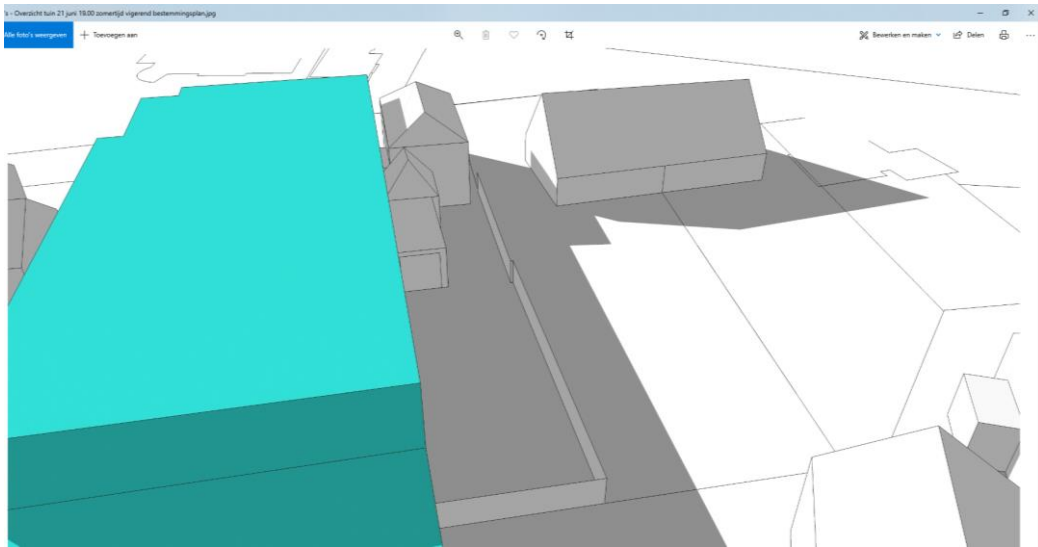 's - Overzicht tuin 21 juni 19.00 zomertijd vigerend bestemmingsplan.jpg
Alle foto's weergeven
Toevoegen aan
Bewerken en maken
Delen